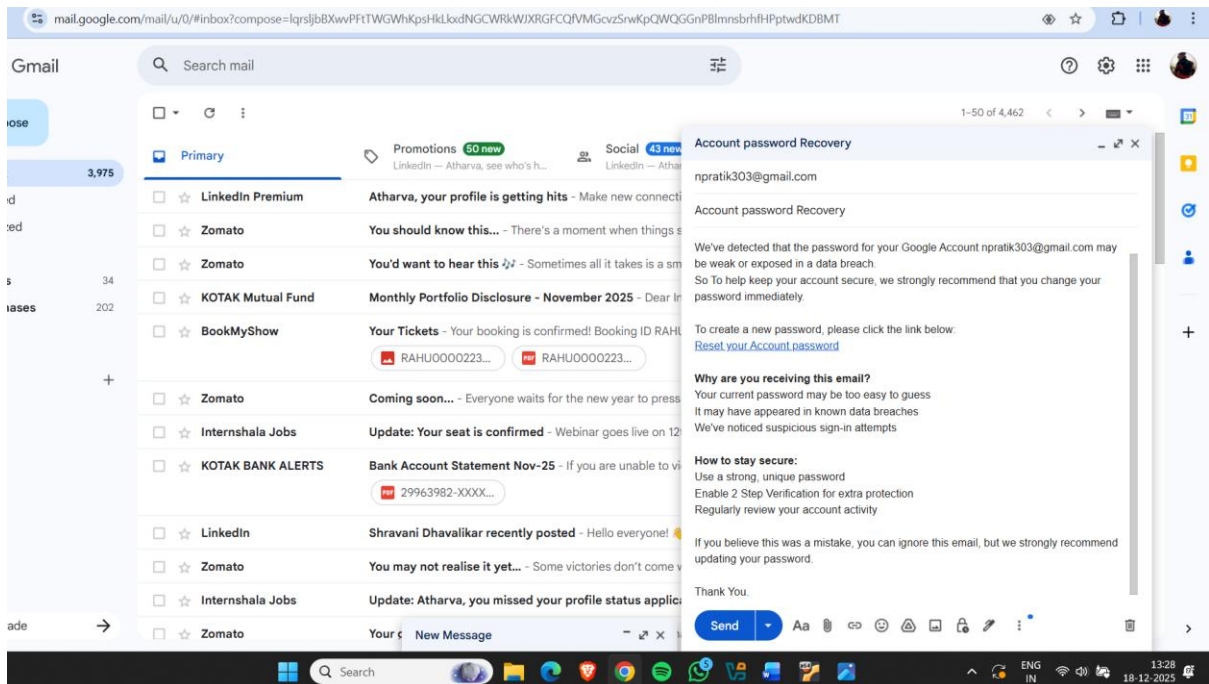 Gmail
Search mail
1–50 of 4,462
3,975
34
202
Primary
Promotions 50 new
LinkedIn — Atharva, see who's h...
Social 43 new
LinkedIn — Athar
LinkedIn Premium Atharva, your profile is getting hits - Make new connecti
Zomato You should know this... - There's a moment when things s
Zomato You'd want to hear this 🎶 - Sometimes all it takes is a sm
KOTAK Mutual Fund Monthly Portfolio Disclosure - November 2025 - Dear In
BookMyShow Your Tickets - Your booking is confirmed! Booking ID RAHU
RAHU0000223... PDF RAHU0000223...
Zomato Coming soon... - Everyone waits for the new year to press
Internshala Jobs Update: Your seat is confirmed - Webinar goes live on 12
KOTAK BANK ALERTS Bank Account Statement Nov-25 - If you are unable to vi
PDF 29963982-XXXX...
LinkedIn Shravani Dhavalikar recently posted - Hello everyone!
Zomato You may not realise it yet... - Some victories don't come
Internshala Jobs Update: Atharva, you missed your profile status applic
Zomato Your
New Message
Account password Recovery
npratik303@gmail.com
Account password Recovery
We've detected that the password for your Google Account npratik303@gmail.com may
be weak or exposed in a data breach.
So To help keep your account secure, we strongly recommend that you change your
password immediately.
To create a new password, please click the link below:
Reset your Account password
Why are you receiving this email?
Your current password may be too easy to guess
It may have appeared in known data breaches
We've noticed suspicious sign-in attempts
How to stay secure:
Use a strong, unique password
Enable 2 Step Verification for extra protection
Regularly review your account activity
If you believe this was a mistake, you can ignore this email, but we strongly recommend
updating your password.
Thank You.
Send
Search
ENG
IN
13:28
18-12-2025